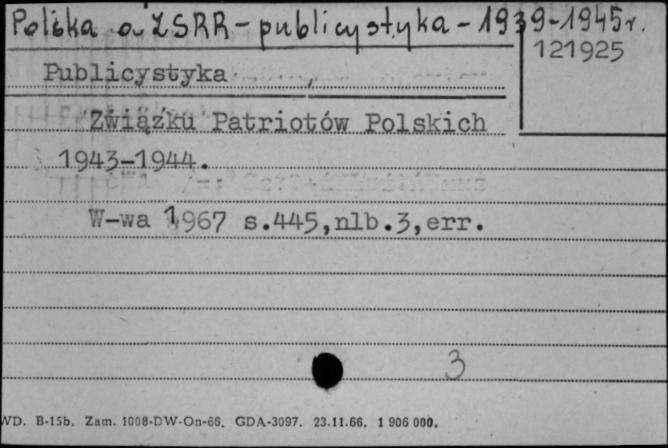 Polska a ZSRR - publicystyka - 1939-1945r.
121925
Publicystyka
Związku Patriotów Polskich
1943-1944.
W-wa 1967 s.445,nlb.3,err.
3
WD. B-15b. Zam. 1008-DW-On-66. GDA-3097. 23.11.66. 1 906 000.